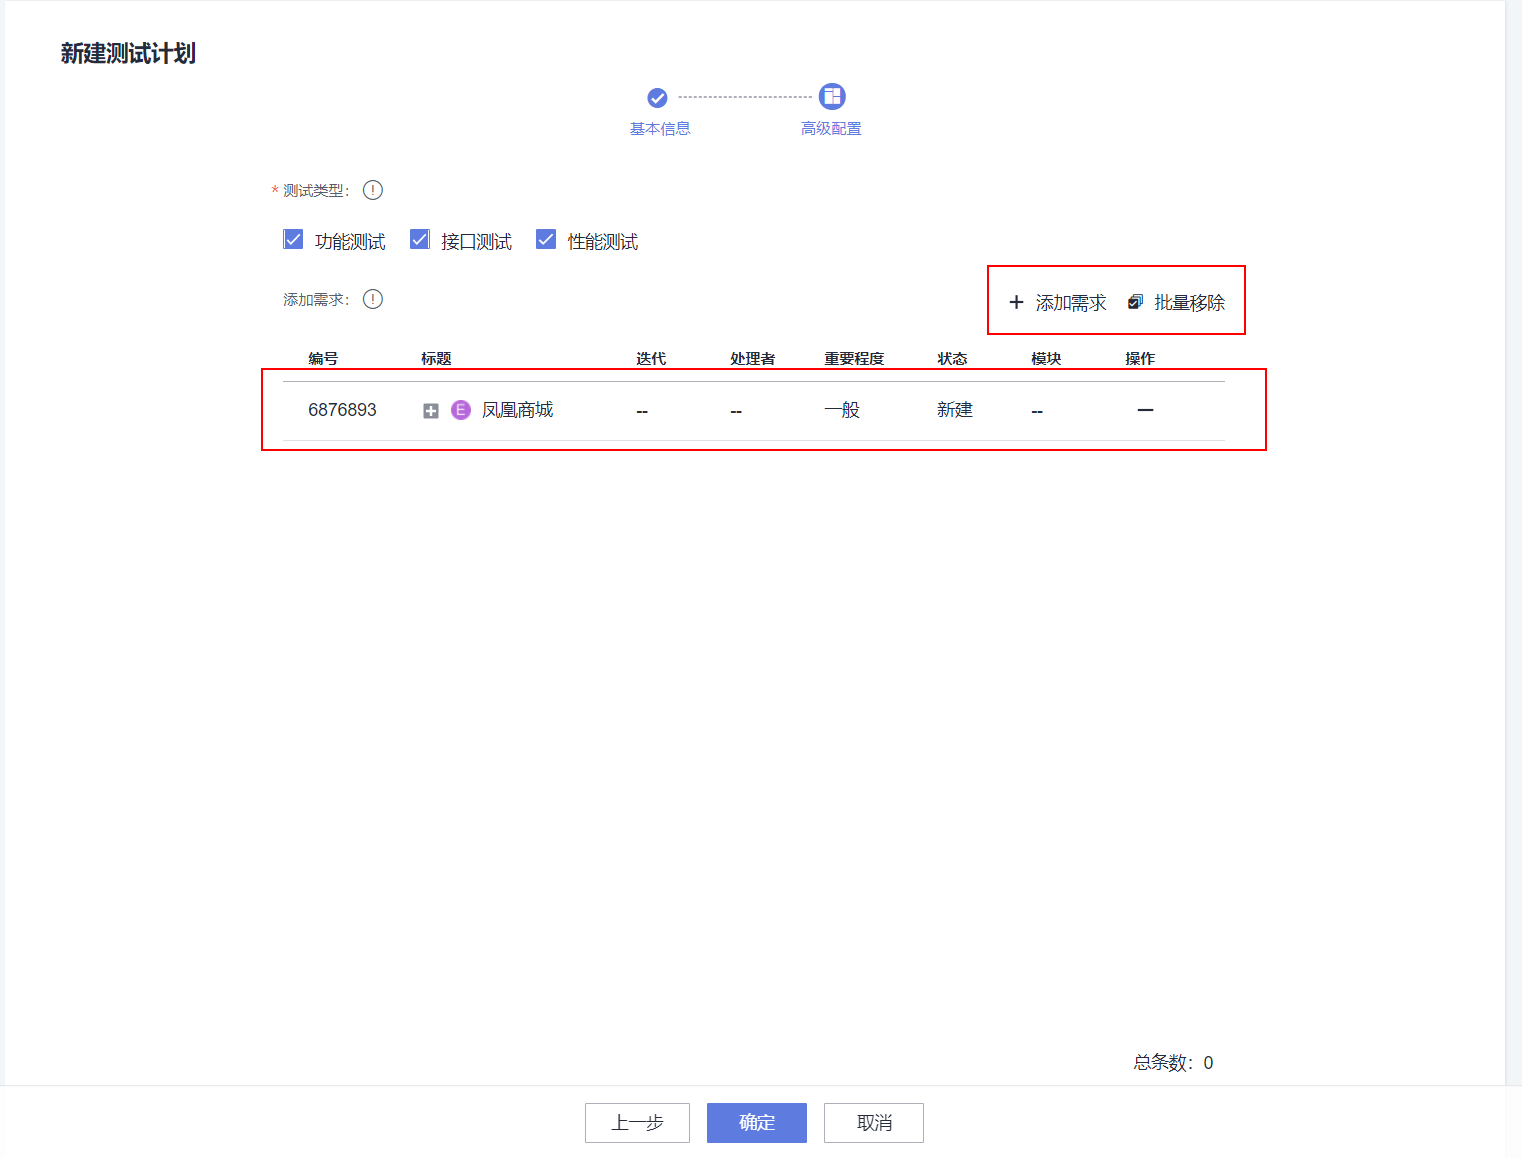 新建测试计划
基本信息 高级配置
* 测试类型：
功能测试 接口测试 性能测试
添加需求： + 添加需求 批量移除
编号 标题 迭代 处理者 重要程度 状态 模块 操作
6876893 E 凤凰商城 -- -- 一般 新建 --
总条数：0
上一步 确定 取消